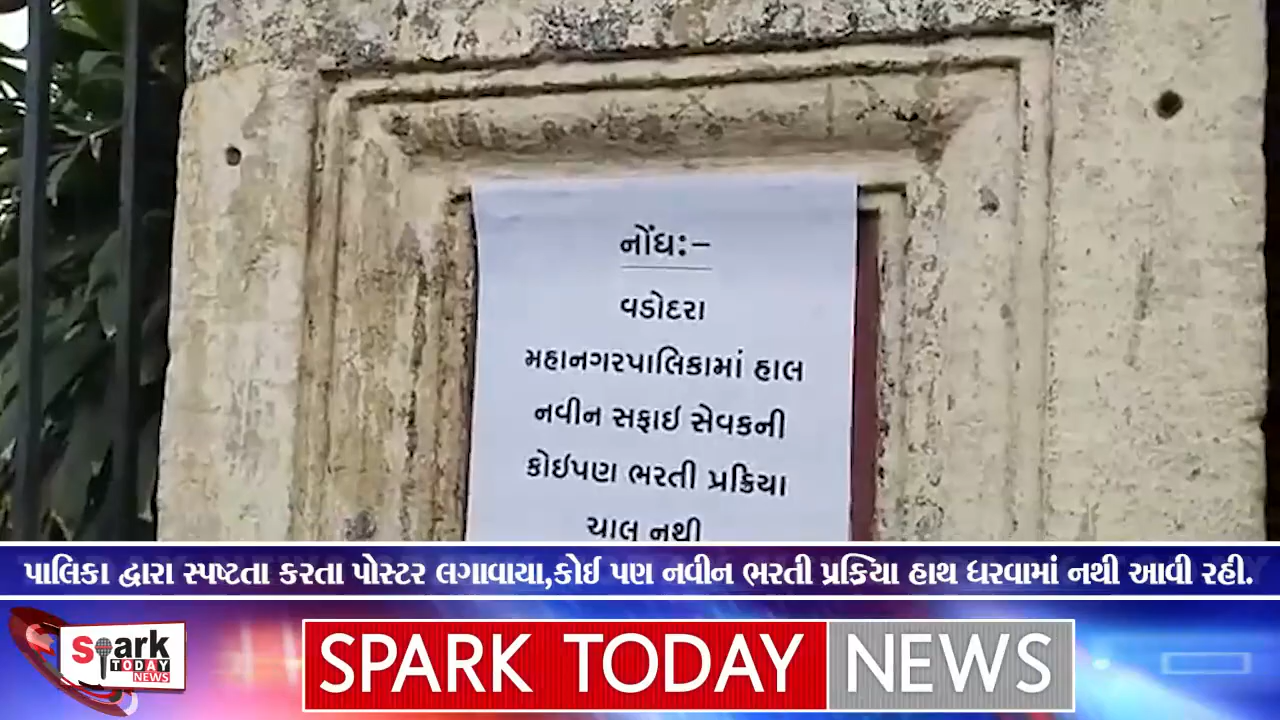 નોંધઃ-
વડોદરા
મહાનગરપાલિકામાં હાલ
નવીન સફાઇ સેવકની
કોઇપણ ભરતી પ્રક્રિયા
ચાલુ નથી
પાલિકા દ્વારા સ્પષ્ટતા કરતા પોસ્ટર લગાવાયા,કોઈ પણ નવીન ભરતી પ્રક્રિયા હાથ ધરવામાં નથી આવી રહી.
Spark
TODAY
NEWS
SPARK TODAY NEWS